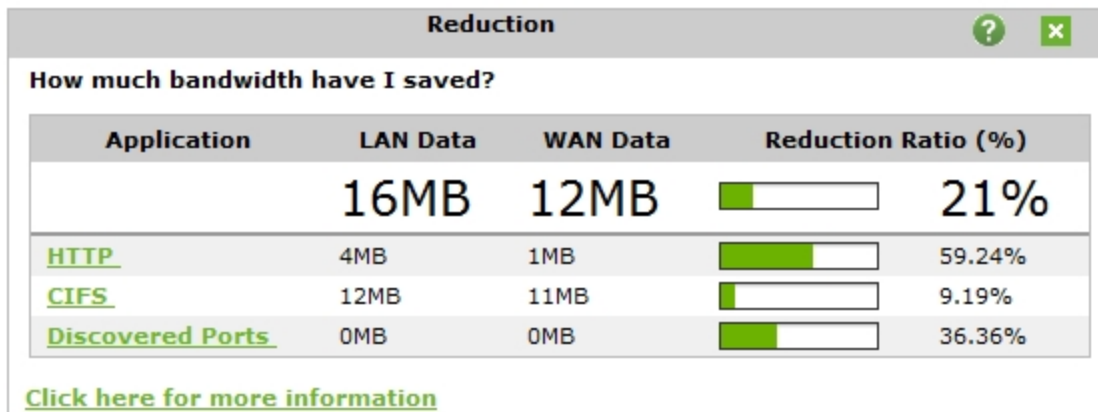 Reduction
?
How much bandwidth have I saved?
Application LAN Data WAN Data Reduction Ratio (%)
16MB 12MB 21%
HTTP 4MB 1MB 59.24%
CIFS 12MB 11MB 9.19%
Discovered Ports 0MB 0MB 36.36%
Click here for more information